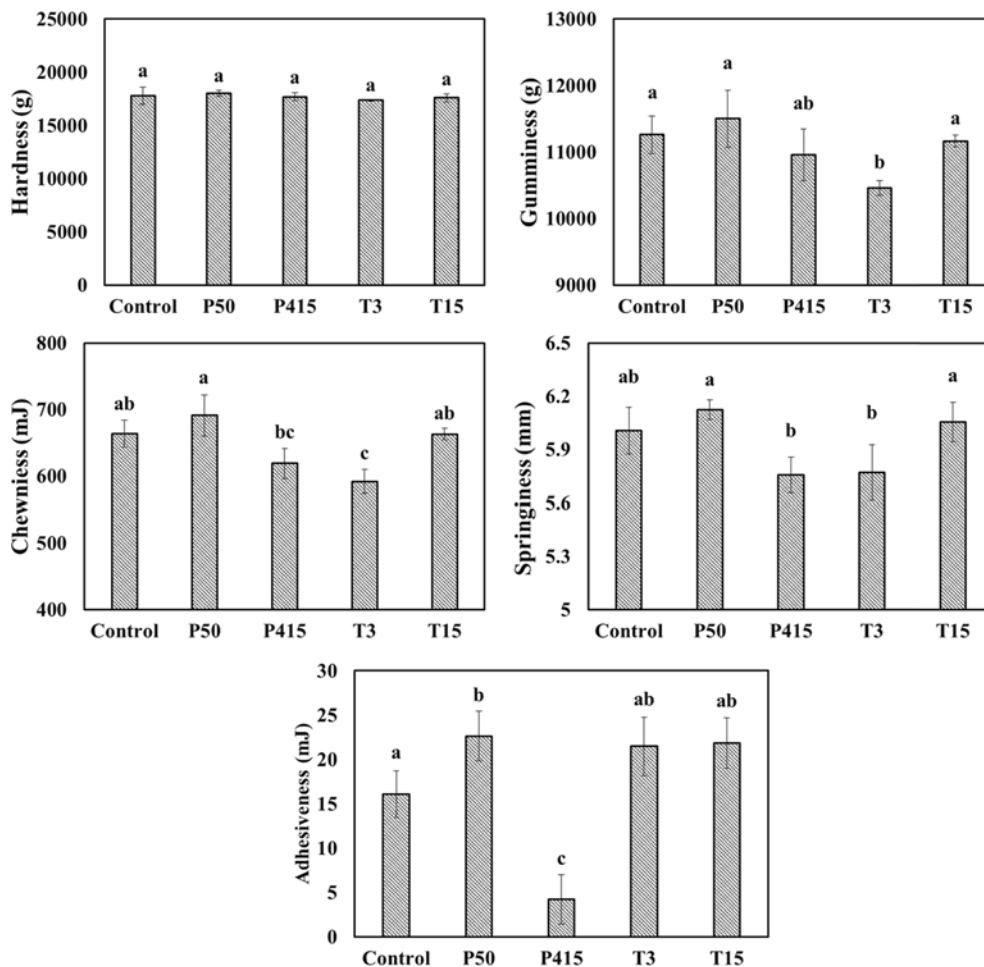 Hardness (g)
25000
20000
15000
10000
5000
0
a a a a a
Control P50 P415 T3 T15
Gumminess (g)
13000
12000
11000
10000
9000
a a ab b a
Control P50 P415 T3 T15
Chewniess (mJ)
800
700
600
500
400
ab a bc c ab
Control P50 P415 T3 T15
Springiness (mm)
6.5
6.2
5.9
5.6
5.3
5
ab a b b a
Control P50 P415 T3 T15
Adhesiveness (mJ)
30
25
20
15
10
5
0
a b c ab ab
Control P50 P415 T3 T15